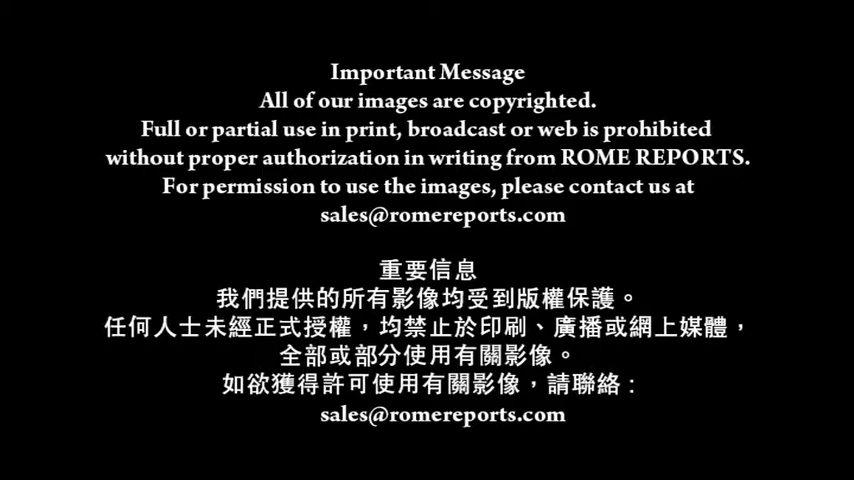 Important Message
All of our images are copyrighted.
Full or partial use in print, broadcast or web is prohibited
without proper authorization in writing from ROME REPORTS.
For permission to use the images, please contact us at
sales@romereports.com
重要信息
我們提供的所有影像均受到版權保護。
任何人士未經正式授權，均禁止於印刷、廣播或網上媒體，
全部或部分使用有關影像。
如欲獲得許可使用有關影像，請聯絡：
sales@romereports.com